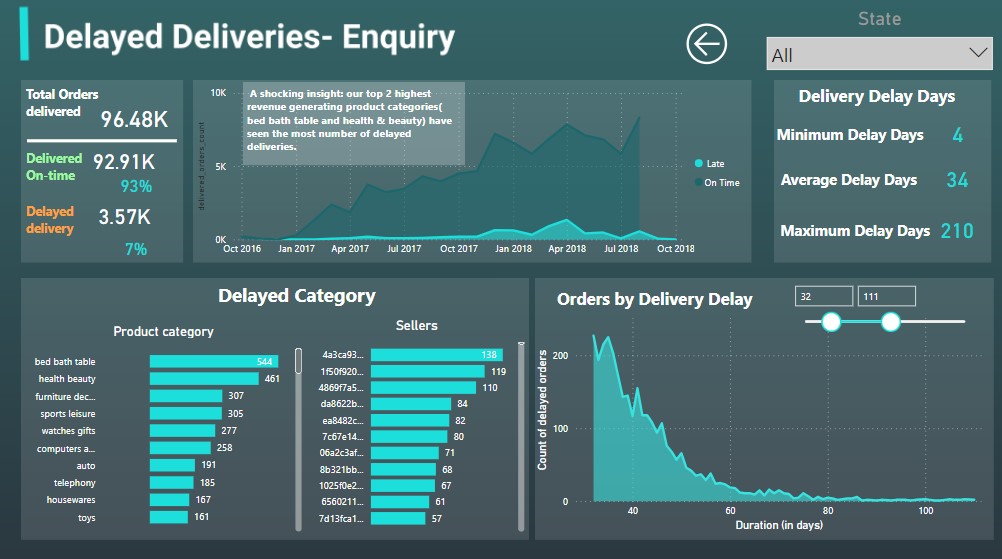 Delayed Deliveries- Enquiry
State
All
Total Orders
delivered
96.48K
Delivered
On-time
92.91K
93%
Delayed
delivery
3.57K
7%
A shocking insight: our top 2 highest
revenue generating product categories(
bed bath table and health & beauty) have
seen the most number of delayed
deliveries.
delivered_orders_count
10K
5K
0K
Oct 2016 Jan 2017 Apr 2017 Jul 2017 Oct 2017 Jan 2018 Apr 2018 Jul 2018 Oct 2018
Late
On Time
Delivery Delay Days
Minimum Delay Days 4
Average Delay Days 34
Maximum Delay Days 210
Delayed Category
Product category
bed bath table 544
health beauty 461
furniture dec... 307
sports leisure 305
watches gifts 277
computers a... 258
auto 191
telephony 185
housewares 167
toys 161
Sellers
4a3ca93... 138
1f50f920... 119
4869f7a5... 110
da8622b... 84
ea8482c... 82
7c67e14... 80
06a2c3af... 71
8b321bb... 68
1025f0e2... 67
6560211... 61
7d13fca1... 57
Orders by Delivery Delay
32 111
Count of delayed orders
200
100
0
40 60 80 100
Duration (in days)